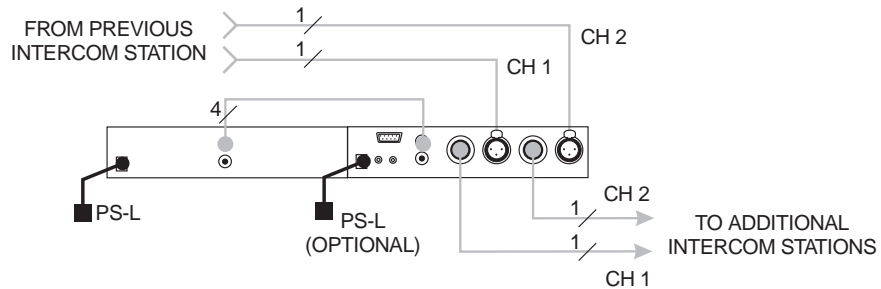 FROM PREVIOUS
INTERCOM STATION
1
CH 2
1
CH 1
4
PS-L
PS-L
(OPTIONAL)
CH 2
1
1
CH 1
TO ADDITIONAL
INTERCOM STATIONS